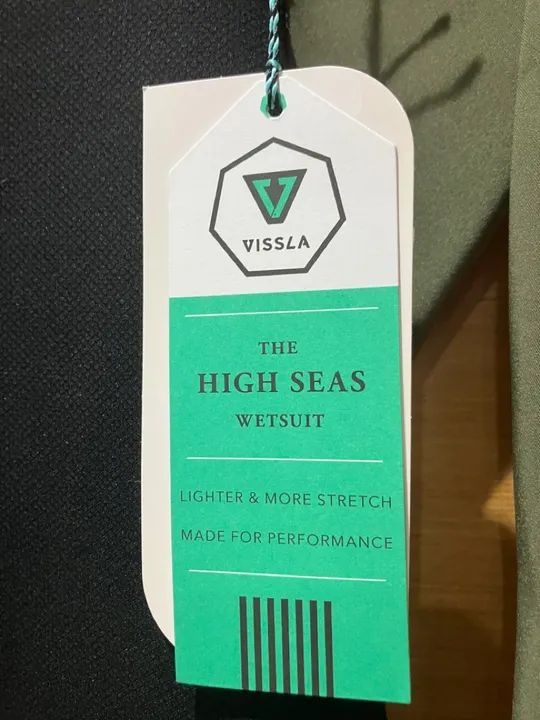 VISSLA
THE
HIGH SEAS
WETSUIT
LIGHTER & MORE STRETCH
MADE FOR PERFORMANCE